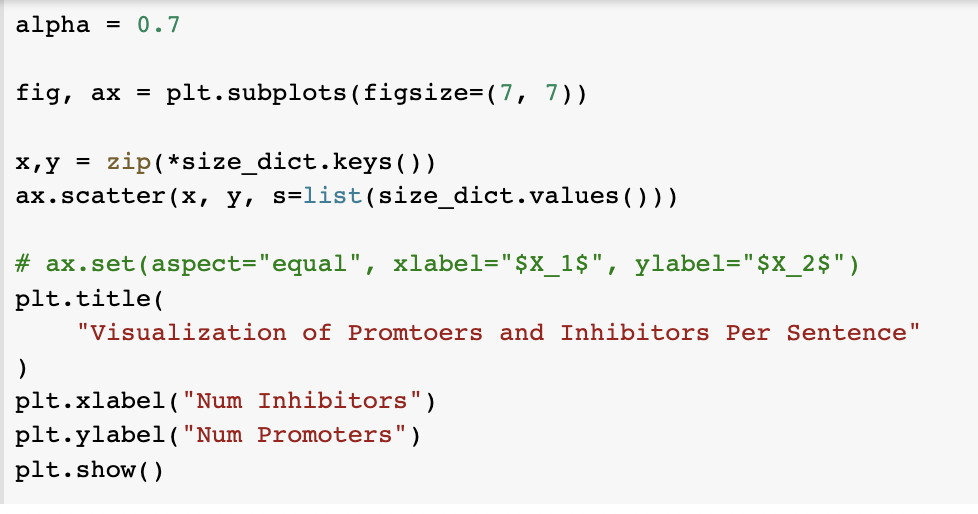 alpha = 0.7
fig, ax = plt.subplots(figsize=(7, 7))
x,y = zip(*size_dict.keys())
ax.scatter(x, y, s=list(size_dict.values()))
# ax.set(aspect="equal", xlabel="$X_1$", ylabel="$X_2$")
plt.title(
    "Visualization of Promtoers and Inhibitors Per Sentence"
)
plt.xlabel("Num Inhibitors")
plt.ylabel("Num Promoters")
plt.show()